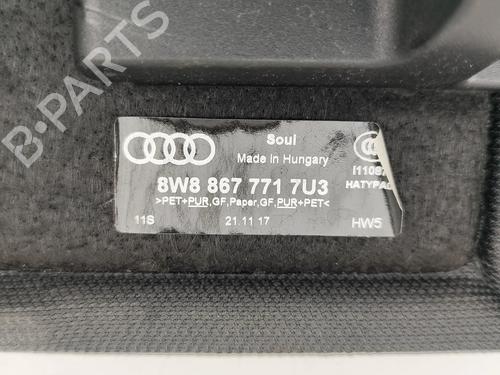 B-PARTS
Soul
Made in Hungary
8W8 867 771 7U3
>PET+PUR,GF,Paper,GF,PUR+PET<
11S 21.11 17 HW5